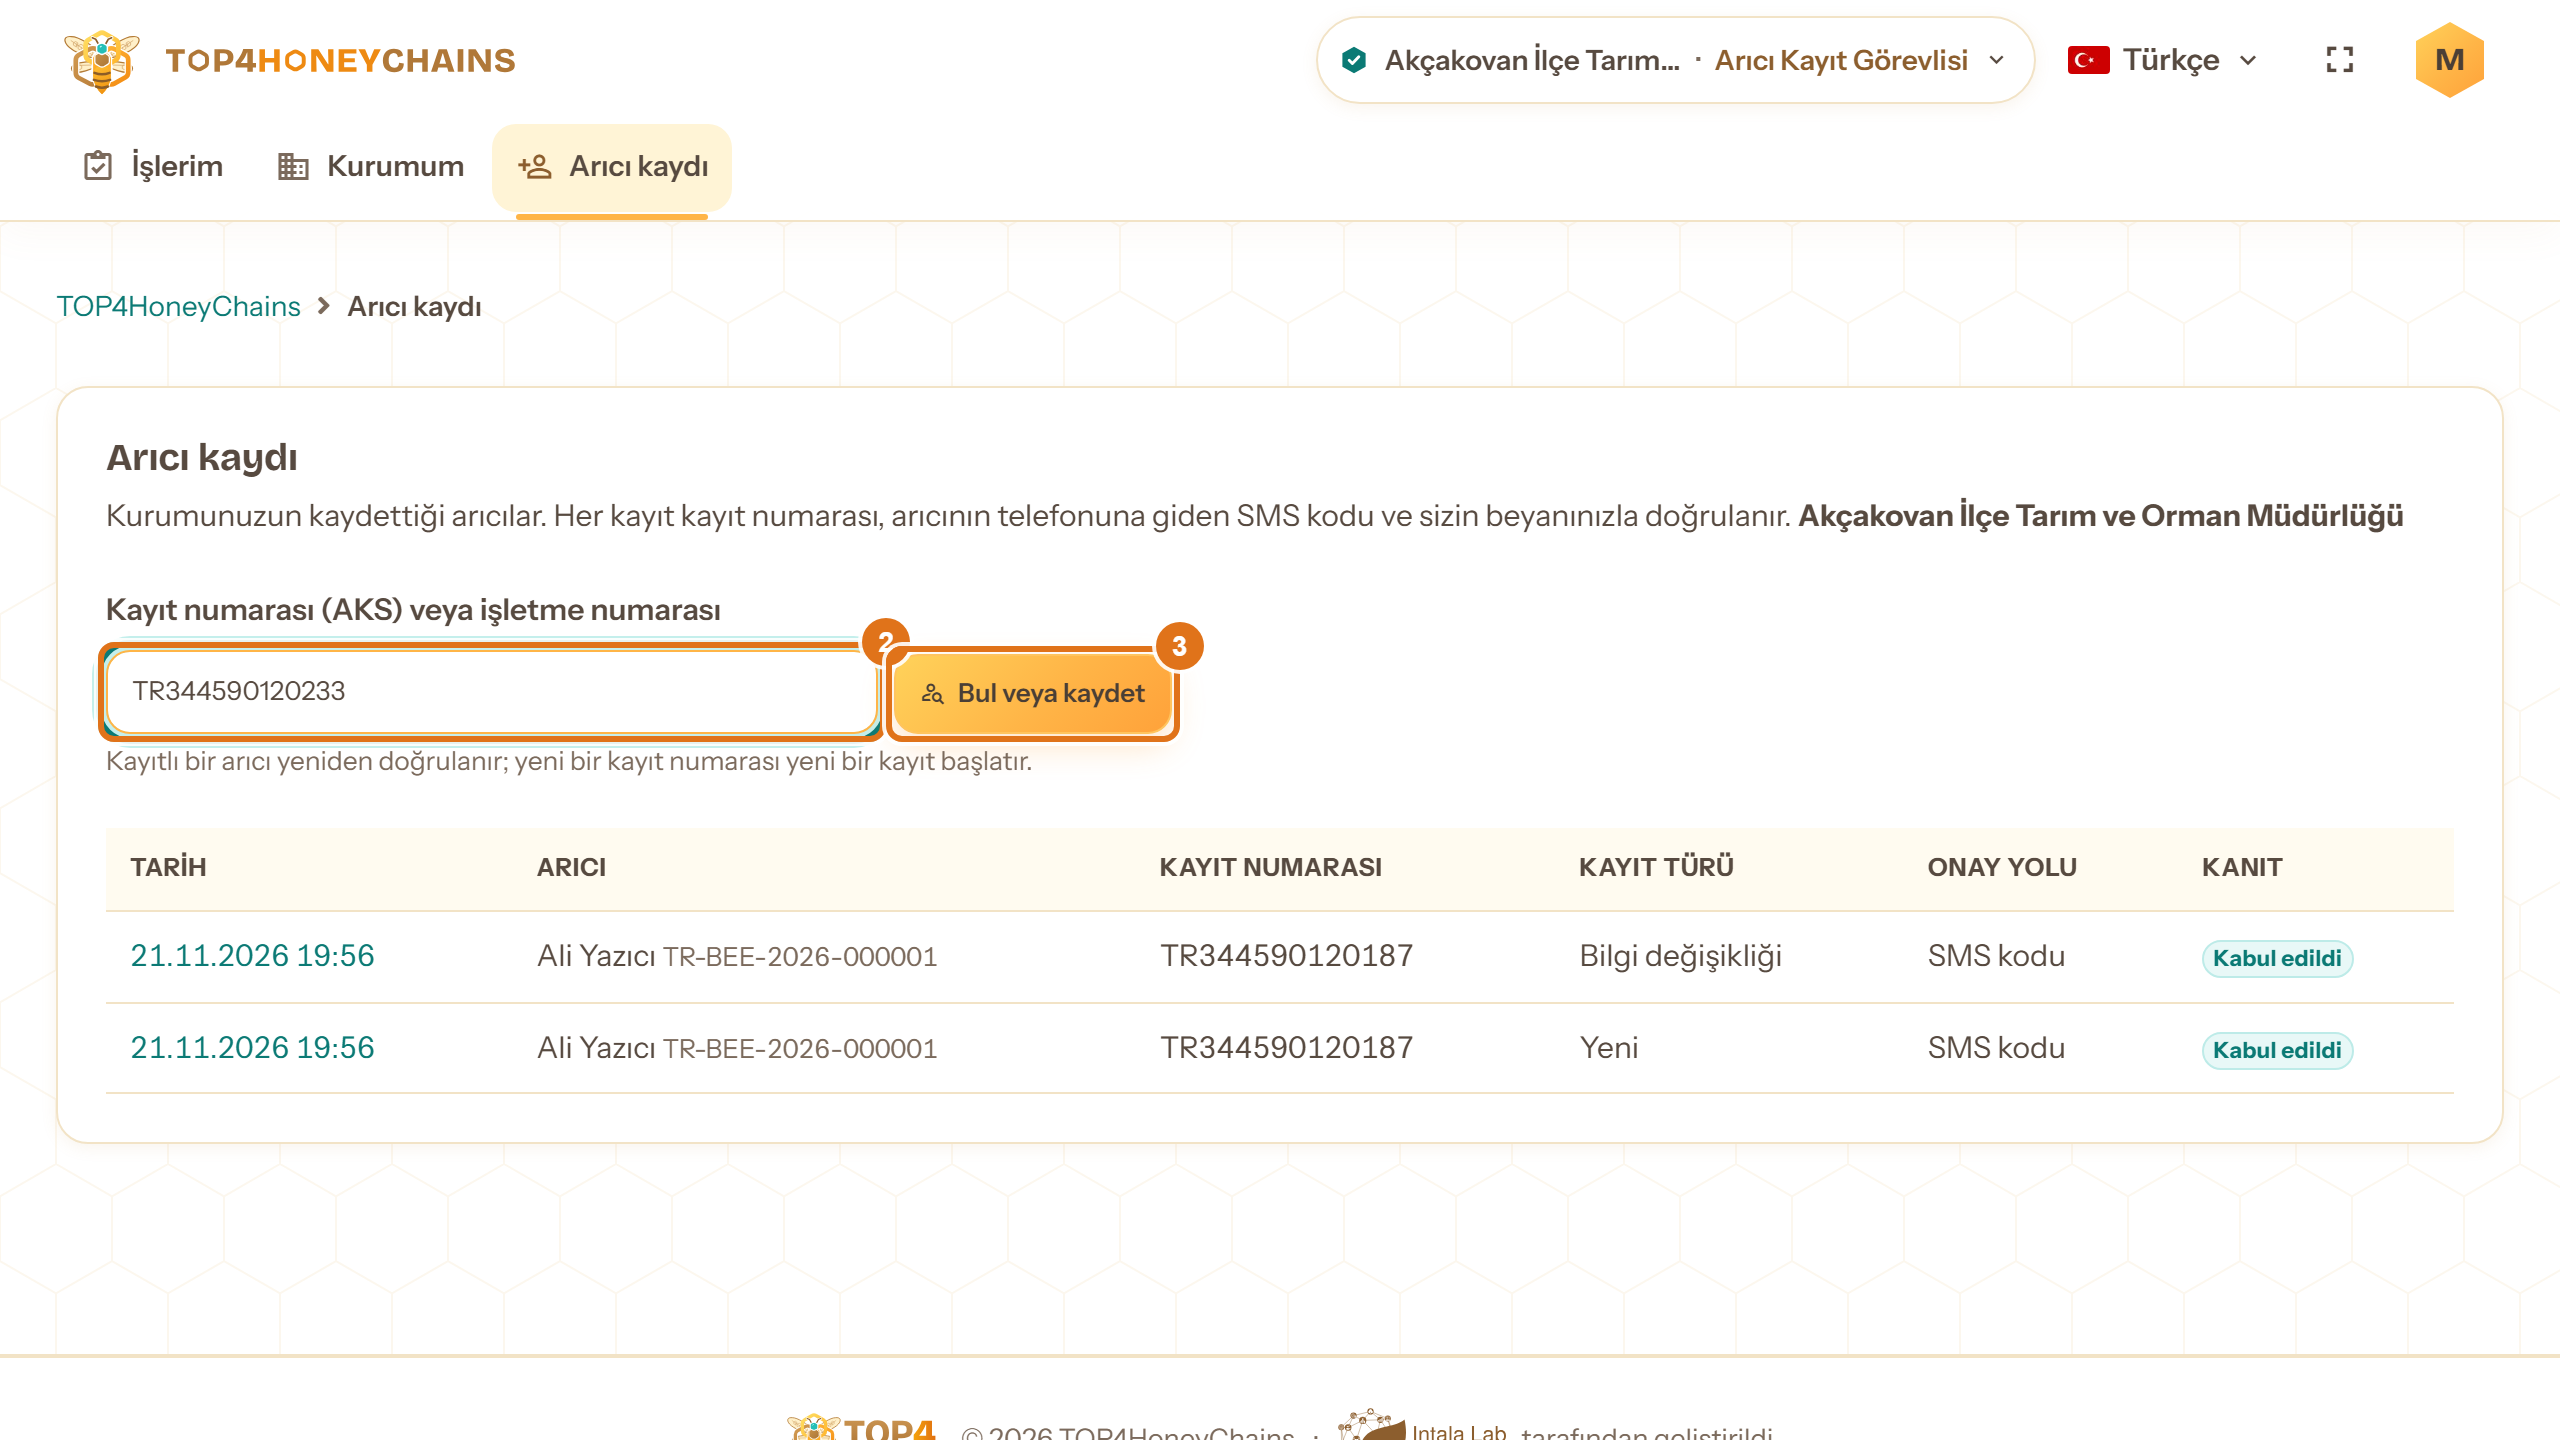 TOP4HONEYCHAINS
Akçakovan İlçe Tarım... · Arıcı Kayıt Görevlisi
Türkçe
M
İşlerim
Kurumum
Arıcı kaydı
TOP4HoneyChains > Arıcı kaydı
Arıcı kaydı
Kurumunuzun kaydettiği arıcılar. Her kayıt kayıt numarası, arıcının telefonuna giden SMS kodu ve sizin beyanınızla doğrulanır. Akçakovan İlçe Tarım ve Orman Müdürlüğü
Kayıt numarası (AKS) veya işletme numarası
2
3
TR344590120233
Bul veya kaydet
Kayıtlı bir arıcı yeniden doğrulanır; yeni bir kayıt numarası yeni bir kayıt başlatır.
TARİH ARICI KAYIT NUMARASI KAYIT TÜRÜ ONAY YOLU KANIT
21.11.2026 19:56 Ali Yazıcı TR-BEE-2026-000001 TR344590120187 Bilgi değişikliği SMS kodu Kabul edildi
21.11.2026 19:56 Ali Yazıcı TR-BEE-2026-000001 TR344590120187 Yeni SMS kodu Kabul edildi
TOP4 © 2026 TOP4HoneyChains · Intala Lab tarafından geliştirildi